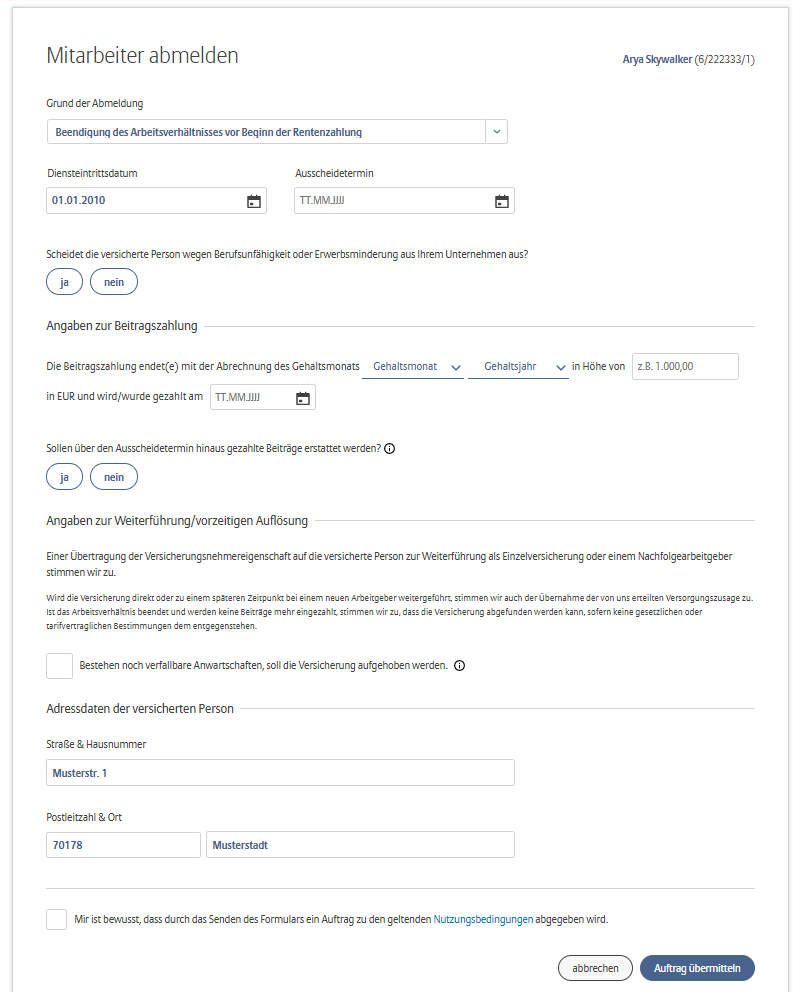 Mitarbeiter abmelden
Arya Skywalker (6/222333/1)
Grund der Abmeldung
Beendigung des Arbeitsverhältnisses vor Beginn der Rentenzahlung
Diensteintrittsdatum
Ausscheidetermin
01.01.2010
TT.MM.JJJJ
Scheidet die versicherte Person wegen Berufsunfähigkeit oder Erwerbsminderung aus Ihrem Unternehmen aus?
ja
nein
Angaben zur Beitragszahlung
Die Beitragszahlung endet(e) mit der Abrechnung des Gehaltsmonats Gehaltsmonat Gehaltsjahr in Höhe von z.B. 1.000,00
in EUR und wird/wurde gezahlt am TT.MM.JJJJ
Sollen über den Ausscheidetermin hinaus gezahlte Beiträge erstattet werden?
ja
nein
Angaben zur Weiterführung/vorzeitigen Auflösung
Einer Übertragung der Versicherungsnehmereigenschaft auf die versicherte Person zur Weiterführung als Einzelversicherung oder einem Nachfolgearbeitgeber
stimmen wir zu.
Wird die Versicherung direkt oder zu einem späteren Zeitpunkt bei einem neuen Arbeitgeber weitergeführt, stimmen wir auch der Übernahme der von uns erteilten Versorgungszusage zu.
Ist das Arbeitsverhältnis beendet und werden keine Beiträge mehr eingezahlt, stimmen wir zu, dass die Versicherung abgefunden werden kann, sofern keine gesetzlichen oder
tarifvertraglichen Bestimmungen dem entgegenstehen.
Bestehen noch verfallbare Anwartschaften, soll die Versicherung aufgehoben werden.
Adressdaten der versicherten Person
Straße & Hausnummer
Musterstr. 1
Postleitzahl & Ort
70178
Musterstadt
Mir ist bewusst, dass durch das Senden des Formulars ein Auftrag zu den geltenden Nutzungsbedingungen abgegeben wird.
abbrechen
Auftrag übermitteln